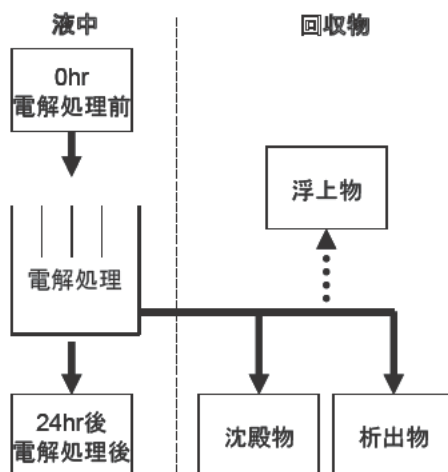 液中
回収物
0hr
電解処理前
浮上物
電解処理
24hr後
電解処理後
沈殿物
析出物